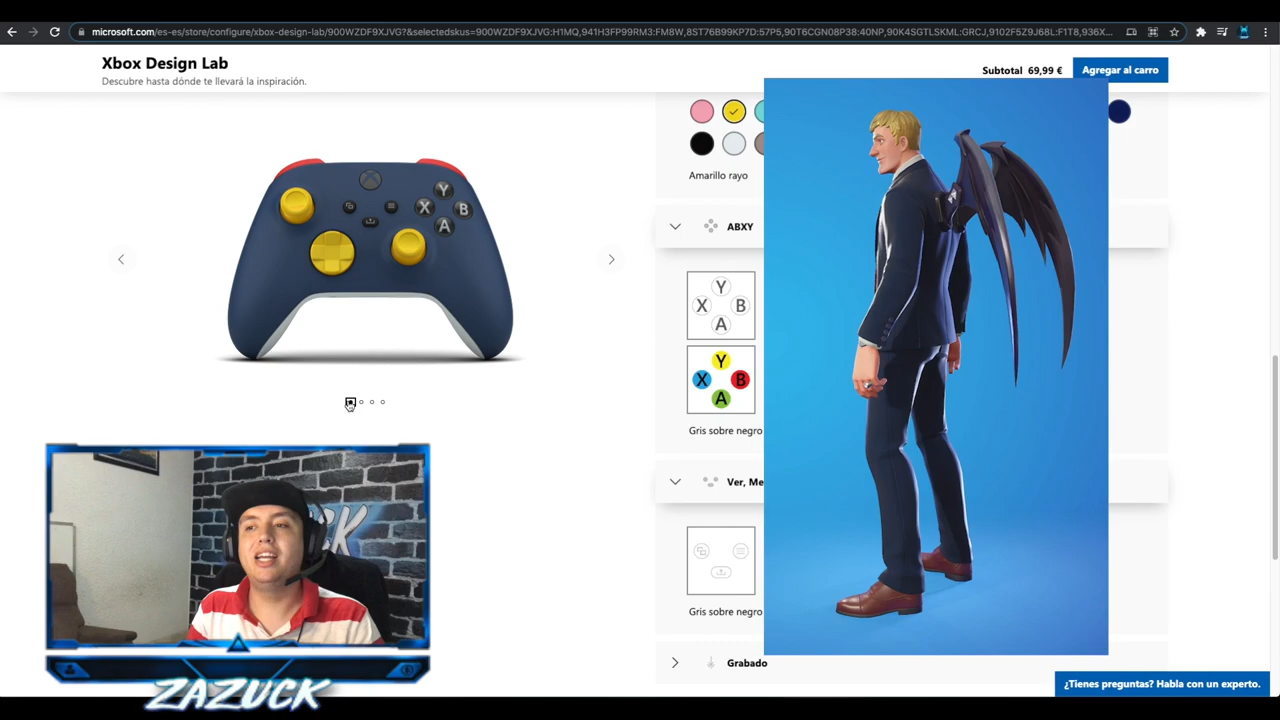 microsoft.com/es-es/store/configure/xbox-design-lab/900WZDF9XJVG?&selectedskus=900WZDF9XJVG:H1MQ,941H3FP99RM3:FM8W,8ST76B99KP7D:57P5,90T6CGN08P38:40NP,90K4SGTLSKML:GRCJ,9102F5Z9J68L:F1T8,936X...
Xbox Design Lab
Descubre hasta dónde te llevará la inspiración.
Subtotal 69,99 €
Agregar al carro
Amarillo rayo
ABXY
Y
X B
A
Y
X B
A
Y
X B
A
Gris sobre negro
Ver, Me
Gris sobre negro
Grabado
¿Tienes preguntas? Habla con un experto.
ZAZUCK